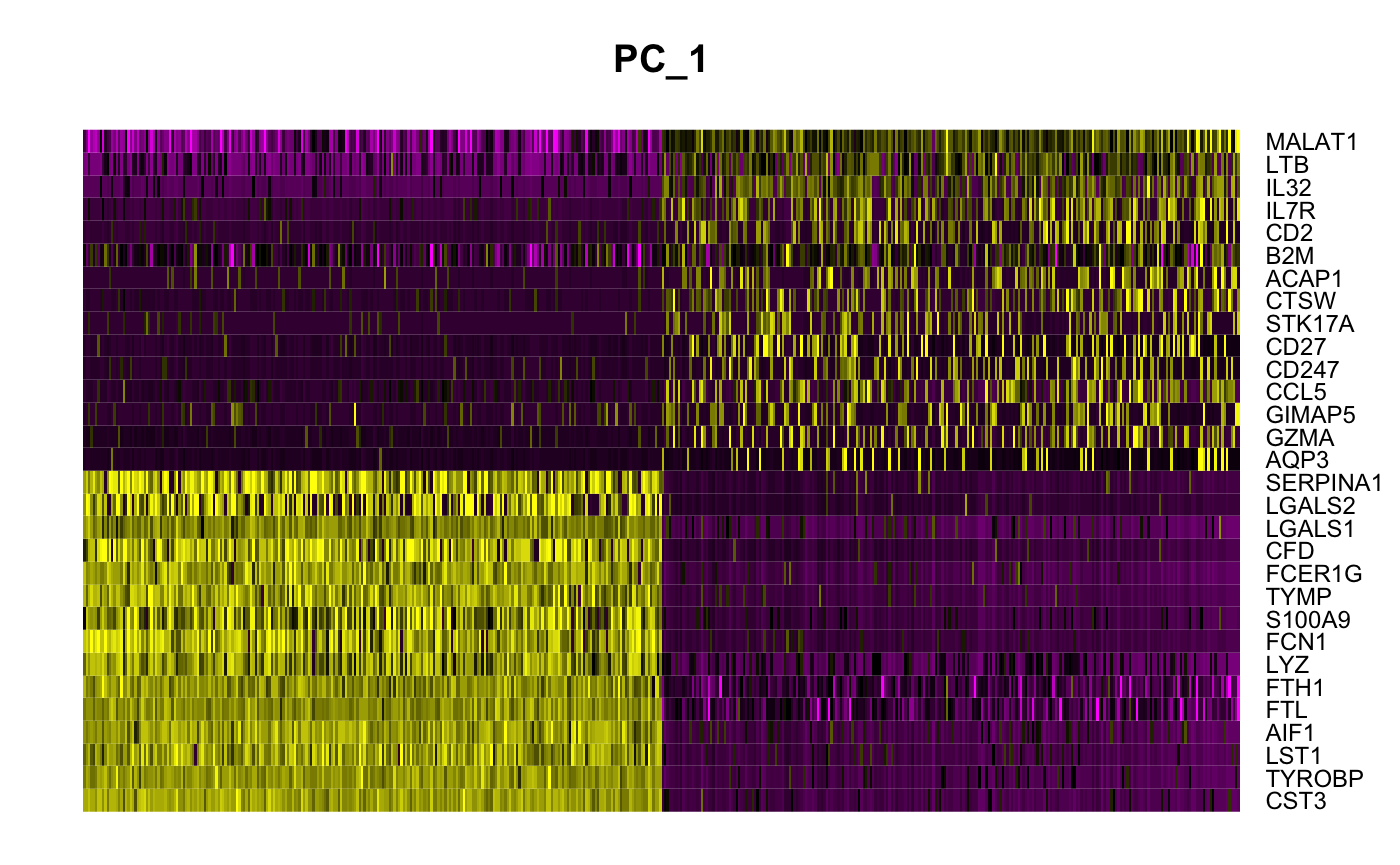 PC_1
MALAT1
LTB
IL32
IL7R
CD2
B2M
ACAP1
CTSW
STK17A
CD27
CD247
CCL5
GIMAP5
GZMA
AQP3
SERPINA1
LGALS2
LGALS1
CFD
FCER1G
TYMP
S100A9
FCN1
LYZ
FTH1
FTL
AIF1
LST1
TYROBP
CST3